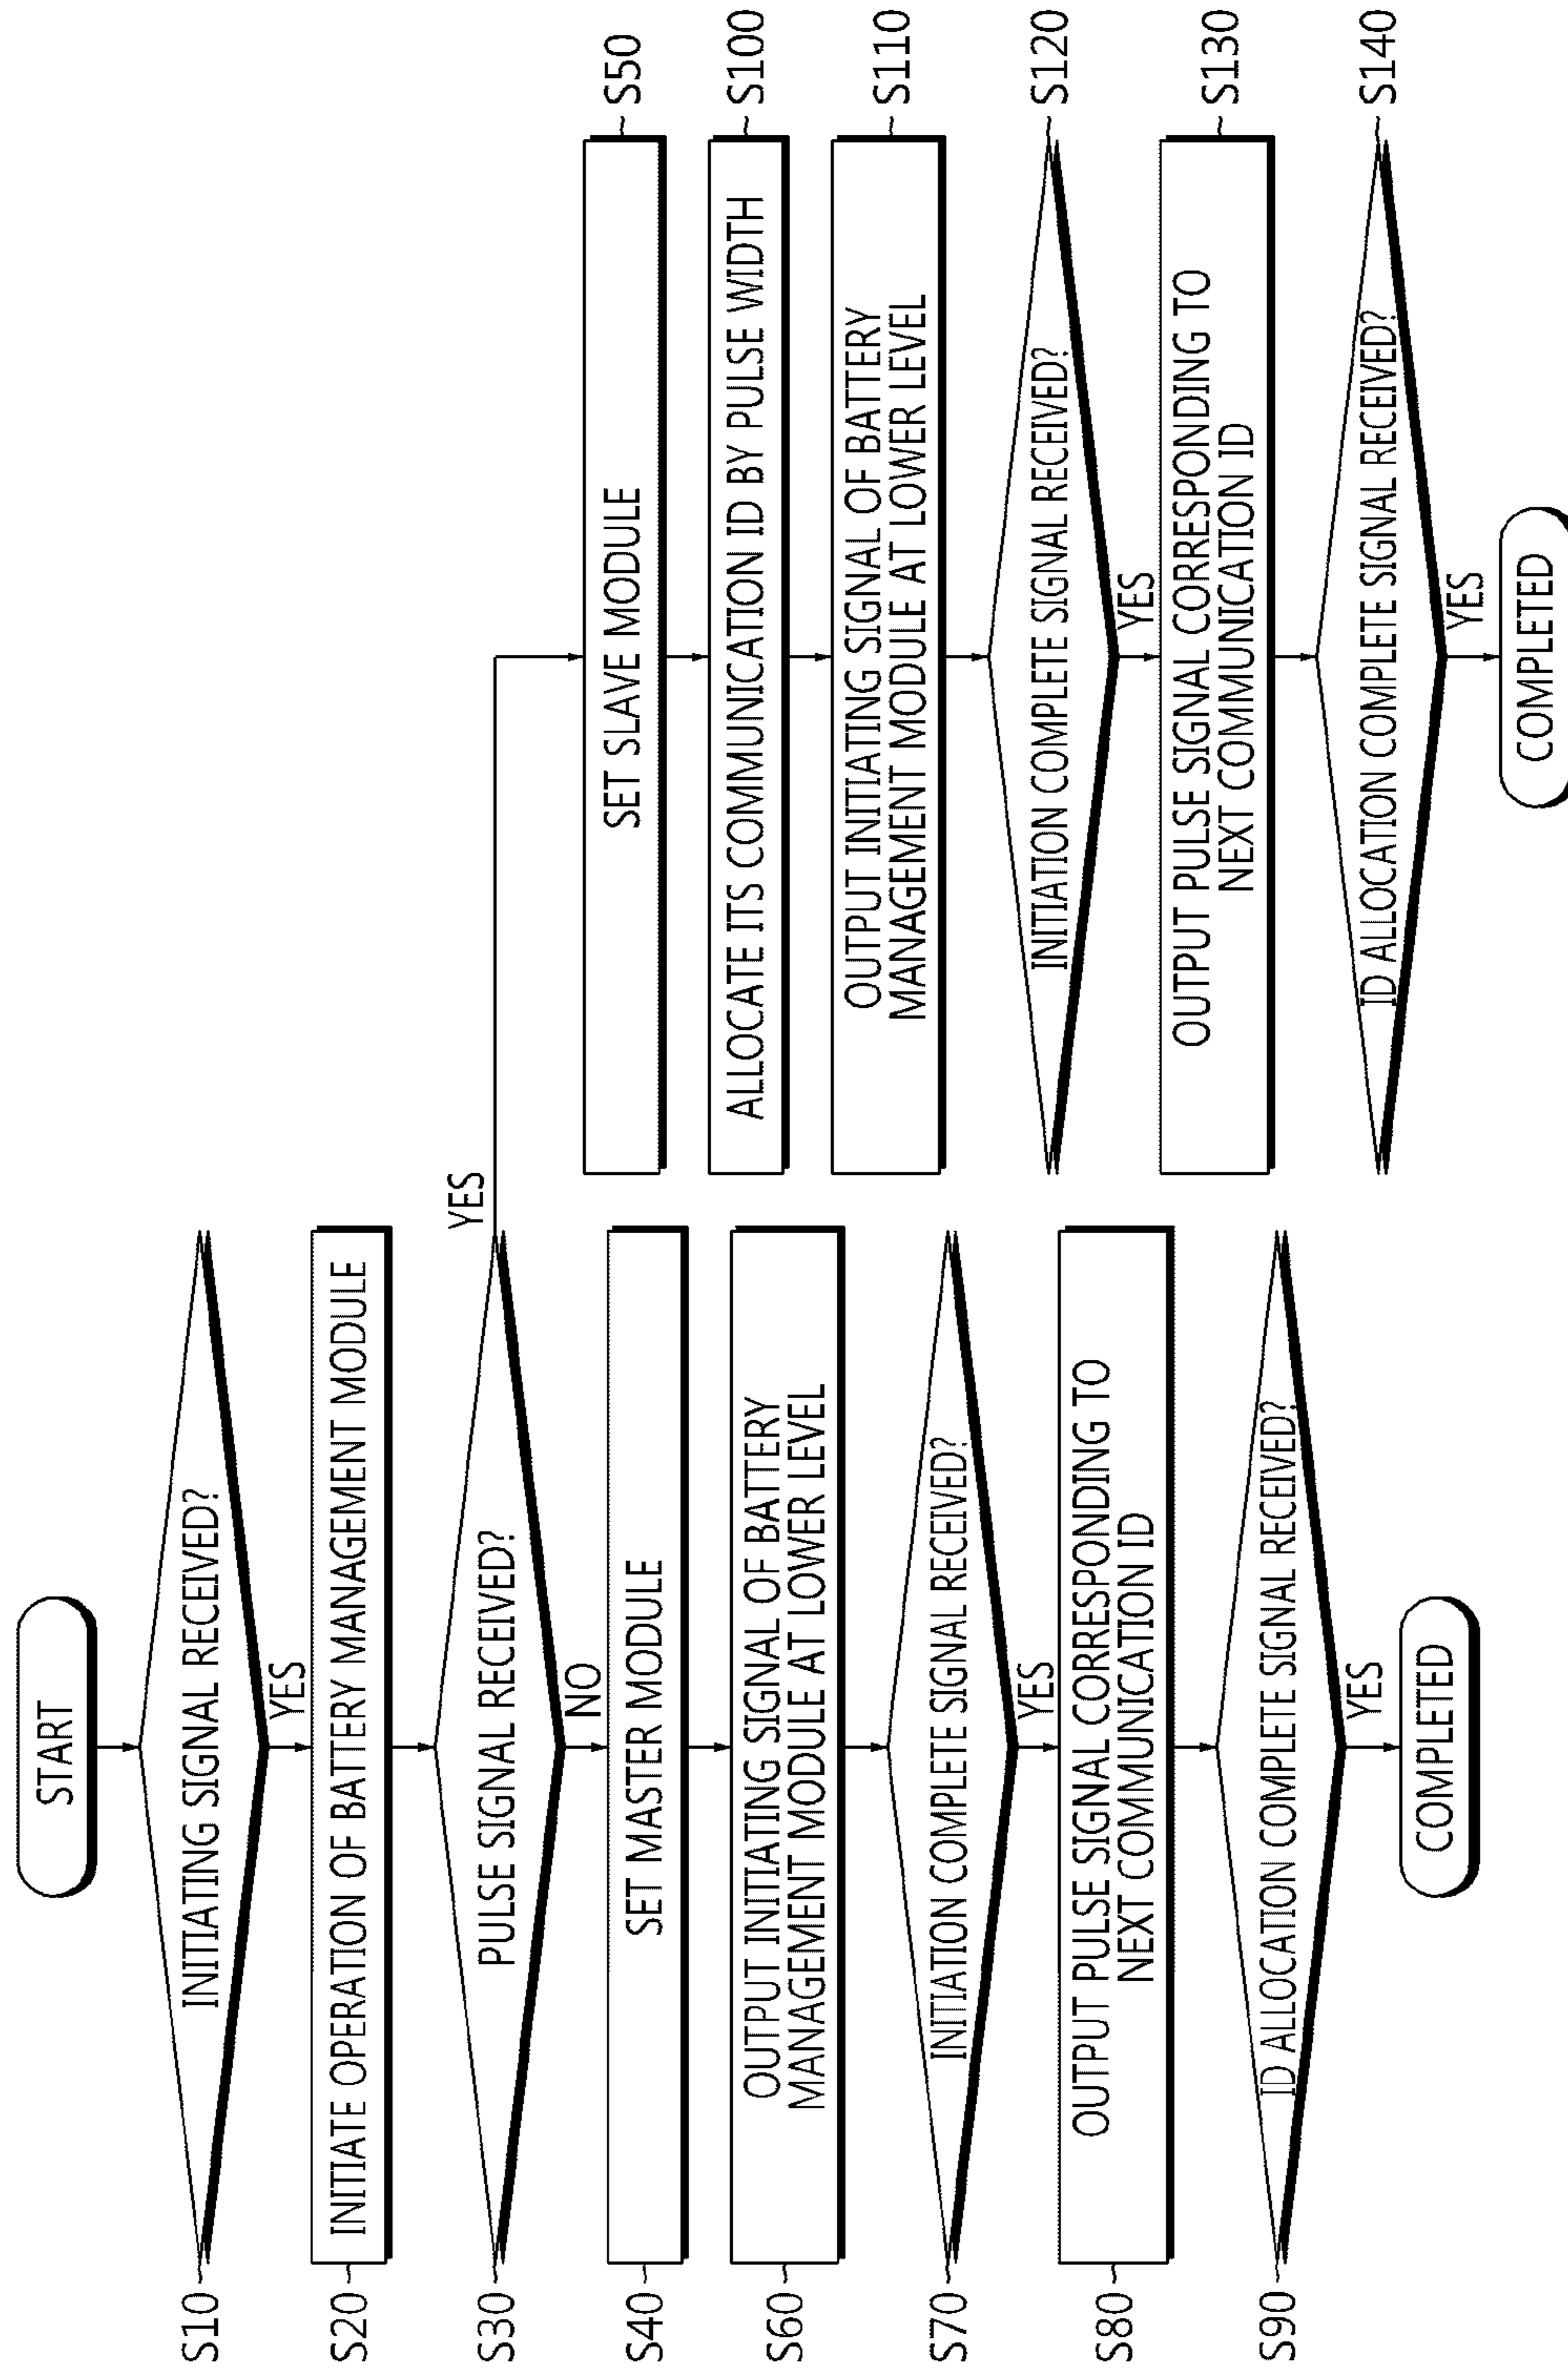 START
S10
INITIATING SIGNAL RECEIVED?
YES
S20
INITIATE OPERATION OF BATTERY MANAGEMENT MODULE
S30
PULSE SIGNAL RECEIVED?
YES
NO
S40
SET MASTER MODULE
S60
OUTPUT INITIATING SIGNAL OF BATTERY
MANAGEMENT MODULE AT LOWER LEVEL
S70
INITIATION COMPLETE SIGNAL RECEIVED?
YES
S80
OUTPUT PULSE SIGNAL CORRESPONDING TO
NEXT COMMUNICATION ID
S90
ID ALLOCATION COMPLETE SIGNAL RECEIVED?
YES
COMPLETED
SET SLAVE MODULE
S50
ALLOCATE ITS COMMUNICATION ID BY PULSE WIDTH
S100
OUTPUT INITIATING SIGNAL OF BATTERY
MANAGEMENT MODULE AT LOWER LEVEL
S110
INITIATION COMPLETE SIGNAL RECEIVED?
S120
YES
OUTPUT PULSE SIGNAL CORRESPONDING TO
NEXT COMMUNICATION ID
S130
ID ALLOCATION COMPLETE SIGNAL RECEIVED?
S140
YES
COMPLETED